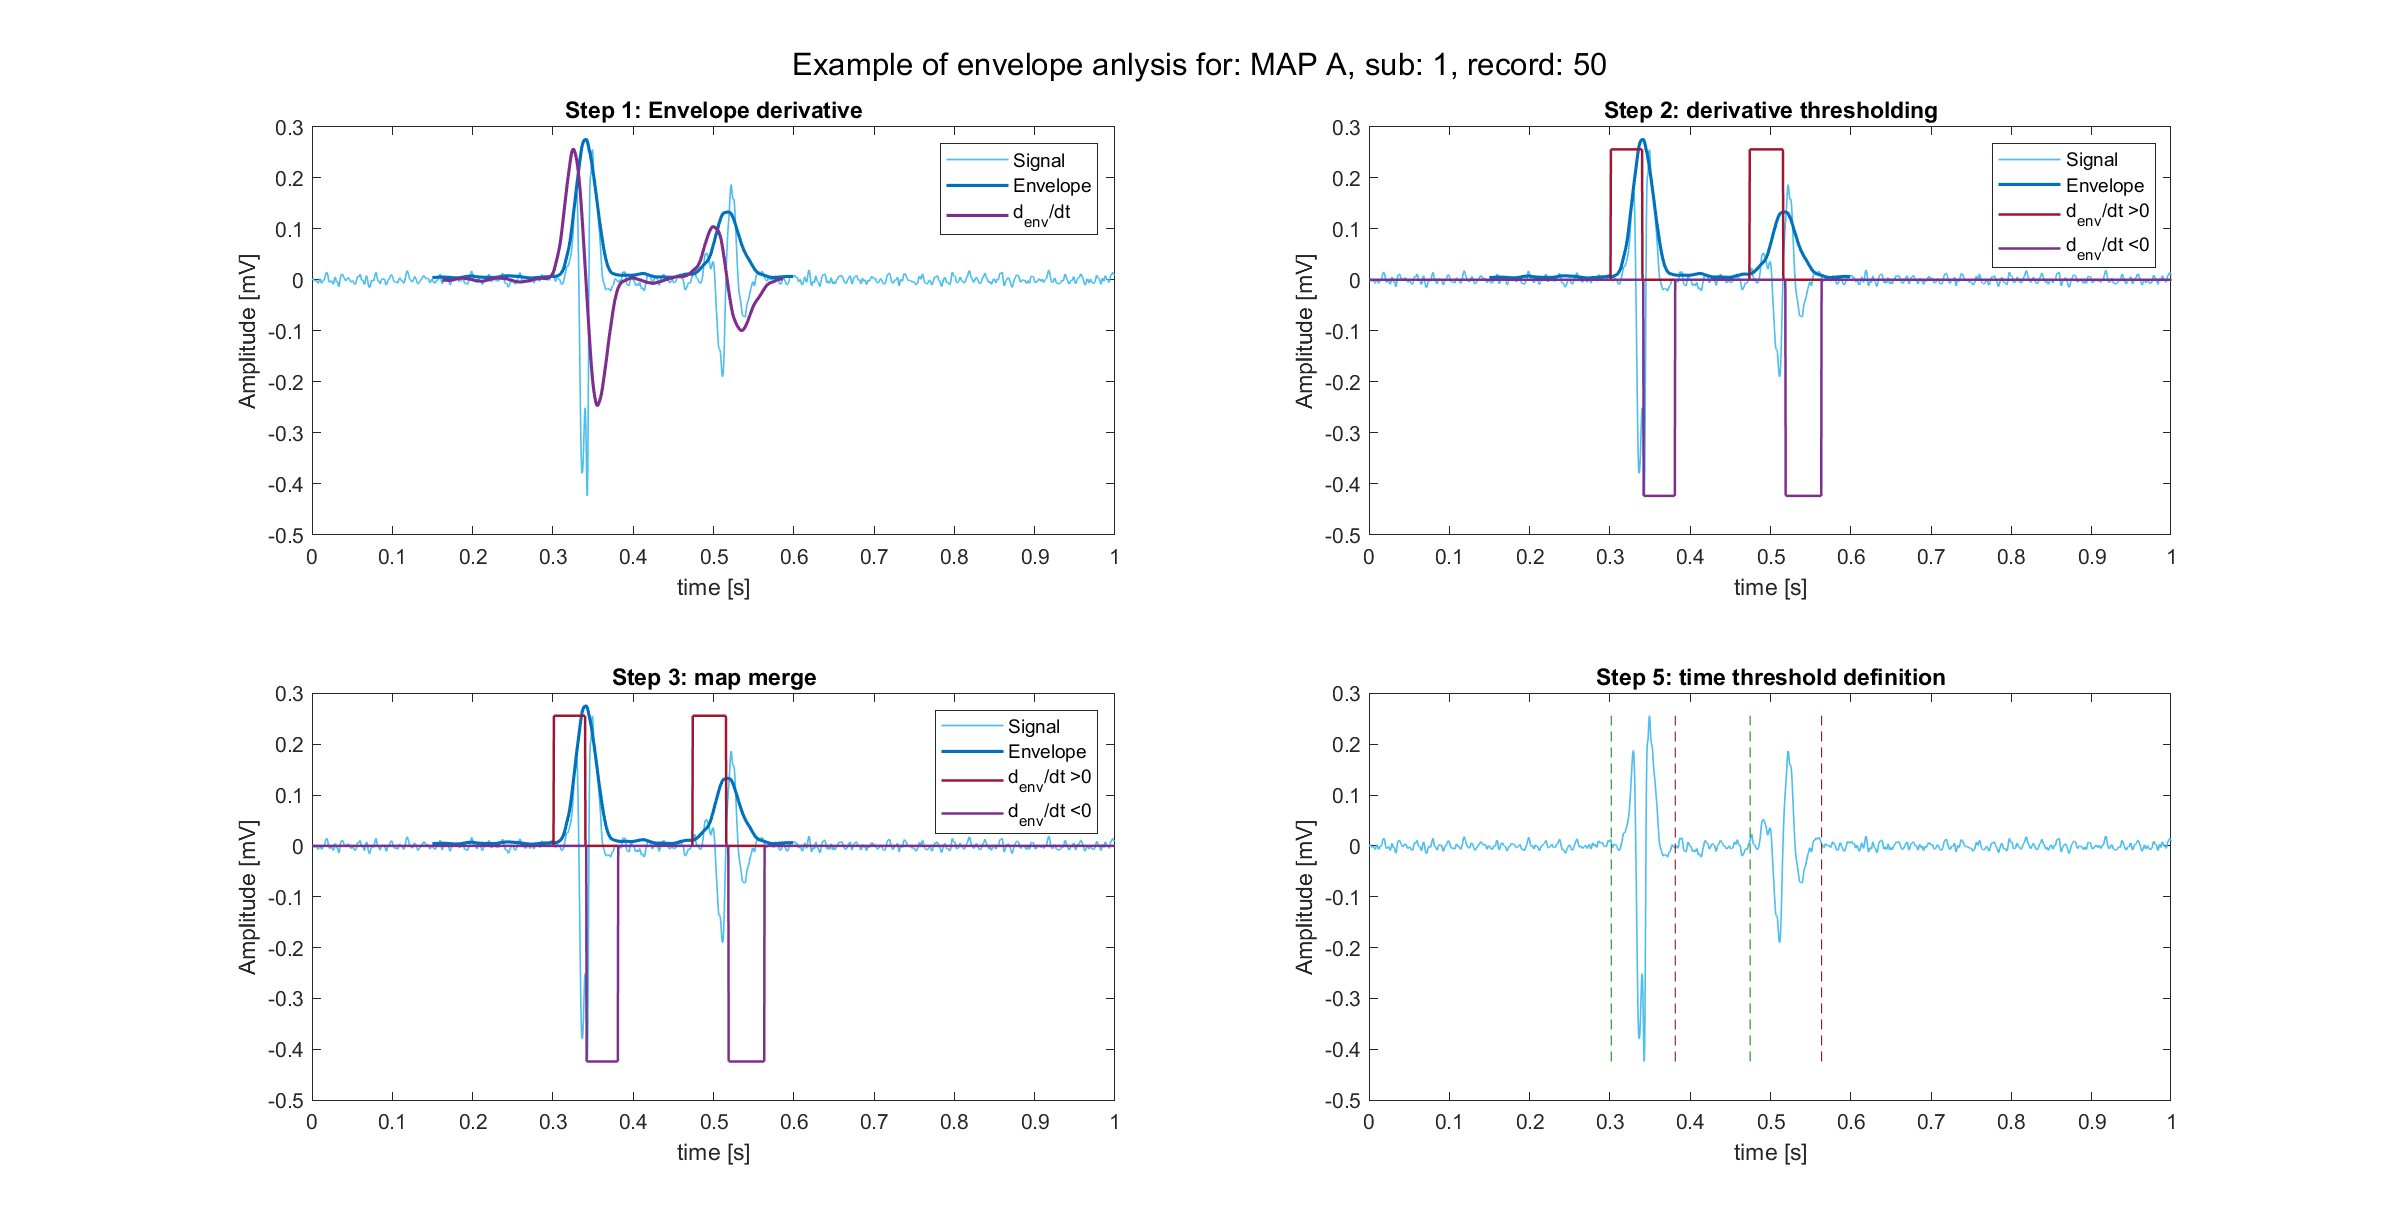 Example of envelope anlysis for: MAP A, sub: 1, record: 50
Step 1: Envelope derivative
0.3
0.2
0.1
0
-0.1
-0.2
-0.3
-0.4
-0.5
Amplitude [mV]
0 0.1 0.2 0.3 0.4 0.5 0.6 0.7 0.8 0.9 1
time [s]
Signal
Envelope
d_env/dt
Step 2: derivative thresholding
0.3
0.2
0.1
0
-0.1
-0.2
-0.3
-0.4
-0.5
Amplitude [mV]
0 0.1 0.2 0.3 0.4 0.5 0.6 0.7 0.8 0.9 1
time [s]
Signal
Envelope
d_env/dt >0
d_env/dt <0
Step 3: map merge
0.3
0.2
0.1
0
-0.1
-0.2
-0.3
-0.4
-0.5
Amplitude [mV]
0 0.1 0.2 0.3 0.4 0.5 0.6 0.7 0.8 0.9 1
time [s]
Signal
Envelope
d_env/dt >0
d_env/dt <0
Step 5: time threshold definition
0.3
0.2
0.1
0
-0.1
-0.2
-0.3
-0.4
-0.5
Amplitude [mV]
0 0.1 0.2 0.3 0.4 0.5 0.6 0.7 0.8 0.9 1
time [s]